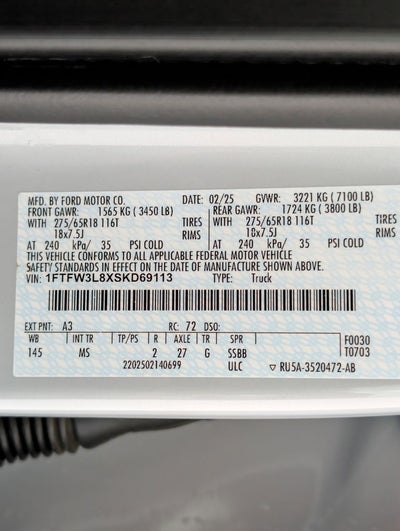 MFD. BY FORD MOTOR CO. DATE: 02/25 GVWR: 3221 KG ( 7100 LB)
FRONT GAWR: 1565 KG ( 3450 LB) REAR GAWR: 1724 KG ( 3800 LB)
WITH 275/65R18 116T TIRES WITH 275/65R18 116T TIRES
18x7.5J RIMS 18x7.5J RIMS
AT 240 kPa/ 35 PSI COLD AT 240 kPa/ 35 PSI COLD
THIS VEHICLE CONFORMS TO ALL APPLICABLE FEDERAL MOTOR VEHICLE
SAFETY STANDARDS IN EFFECT ON THE DATE OF MANUFACTURE SHOWN ABOVE.
VIN: 1FTFW3L8XSKD69113 TYPE: Truck
EXT PNT: A3 RC: 72 DSO:
WB INT TR TP/PS R AXLE TR SPR F0030
145 MS 2 27 G SSBB T0703
2202502140699 ULC ▽ RU5A-3520472-AB